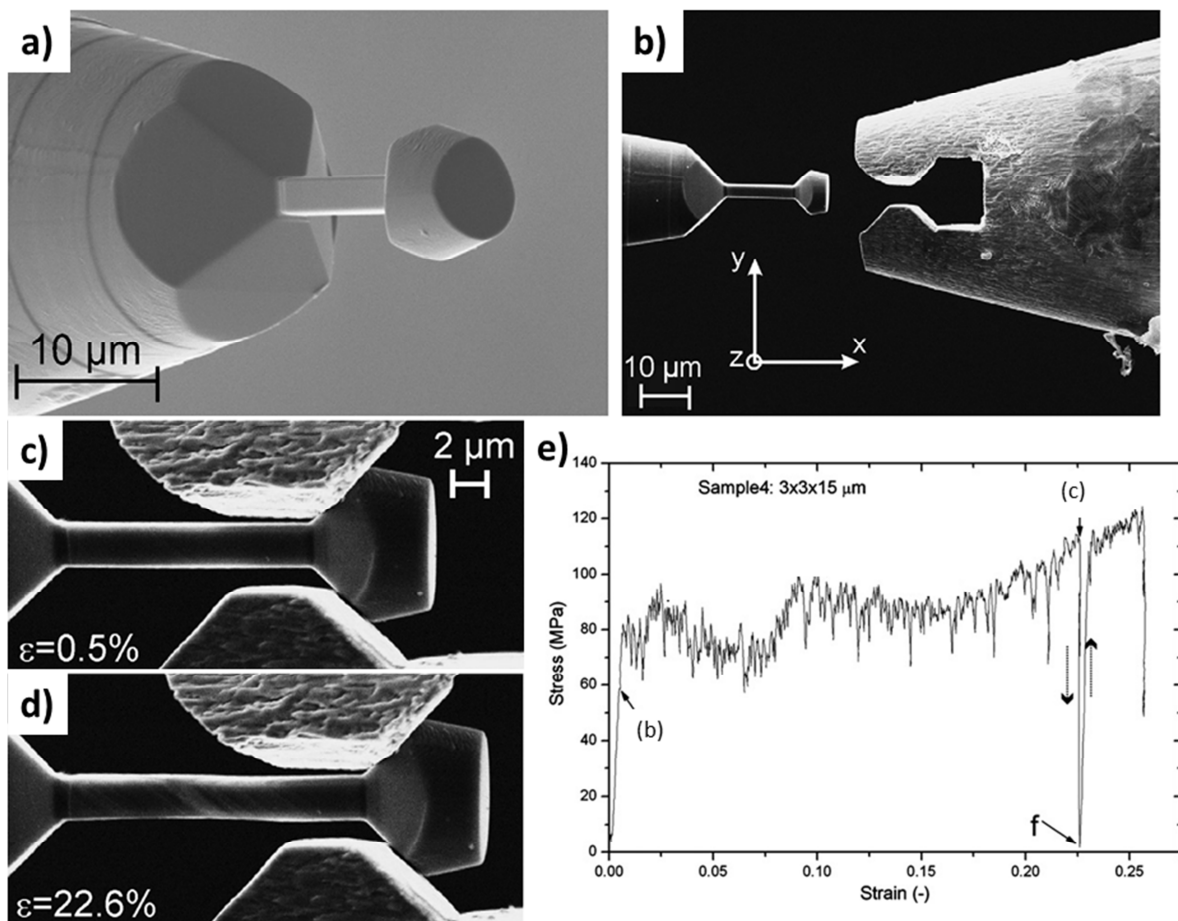 a)
10 μm
b)
y
z
x
10 μm
c)
2 μm
ε=0.5%
d)
ε=22.6%
e)
Sample4: 3x3x15 μm
(c)
(b)
f
Stress (MPa)
140
120
100
80
60
40
20
0
0.00 0.05 0.10 0.15 0.20 0.25
Strain (-)